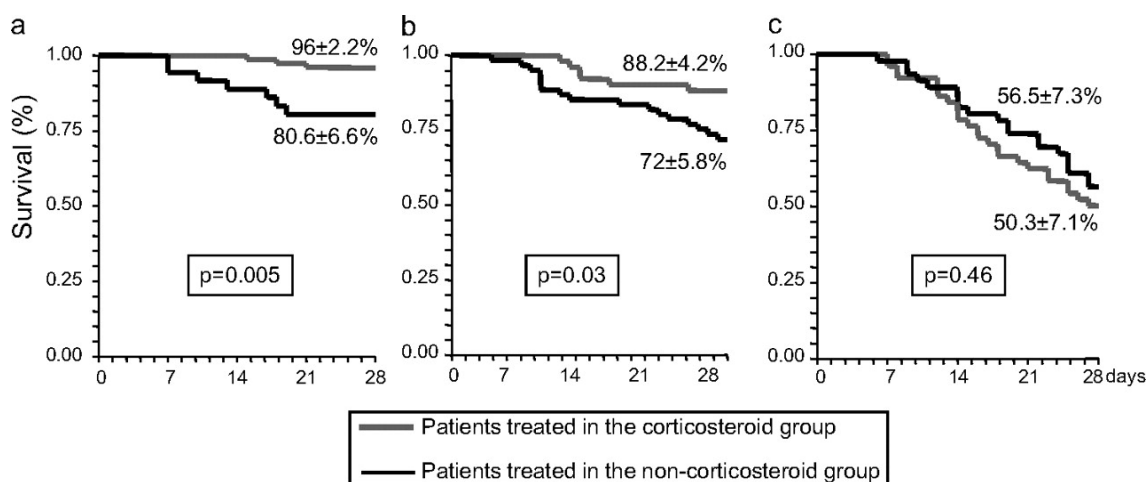 a
b
c
Survival (%)
1.00
0.75
0.50
0.25
0.00
96±2.2%
80.6±6.6%
p=0.005
0 7 14 21 28
1.00
0.75
0.50
0.25
0.00
88.2±4.2%
72±5.8%
p=0.03
0 7 14 21 28
1.00
0.75
0.50
0.25
0.00
56.5±7.3%
50.3±7.1%
p=0.46
0 7 14 21 28 days
Patients treated in the corticosteroid group
Patients treated in the non-corticosteroid group